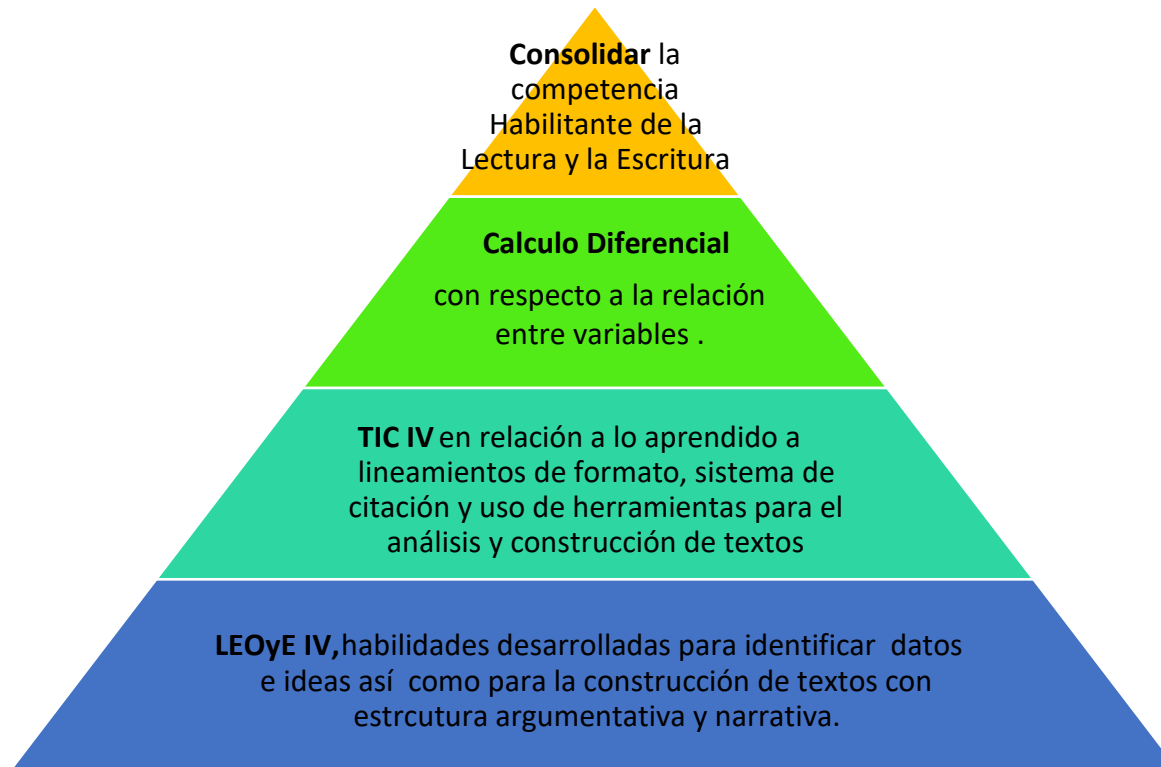 Consolidar la
competencia
Habilitante de la
Lectura y la Escritura
Calculo Diferencial
con respecto a la relación
entre variables .
TIC IV en relación a lo aprendido a
lineamientos de formato, sistema de
citación y uso de herramientas para el
análisis y construcción de textos
LEOyE IV,habilidades desarrolladas para identificar datos
e ideas así como para la construcción de textos con
estrcutura argumentativa y narrativa.